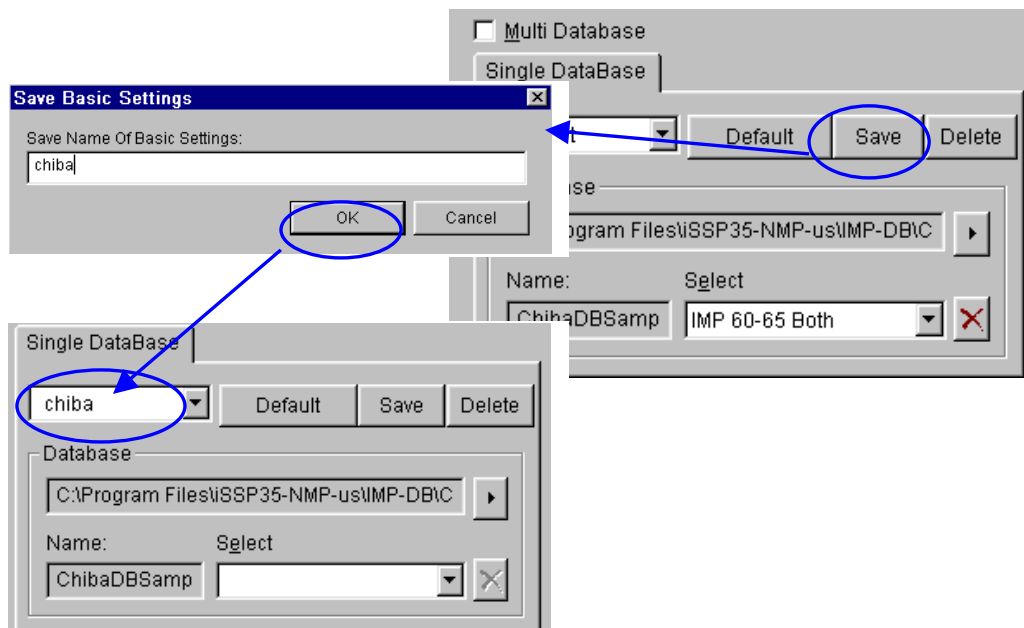 Multi Database
Single DataBase
Default Save Delete
ogram Files\iSSP35-NMP-us\IMP-DB\C
Name: Select
ChibaDBSamp IMP 60-65 Both
Save Basic Settings
Save Name Of Basic Settings:
chiba
OK Cancel
Single DataBase
chiba Default Save Delete
Database
C:\Program Files\iSSP35-NMP-us\IMP-DB\C
Name: Select
ChibaDBSamp